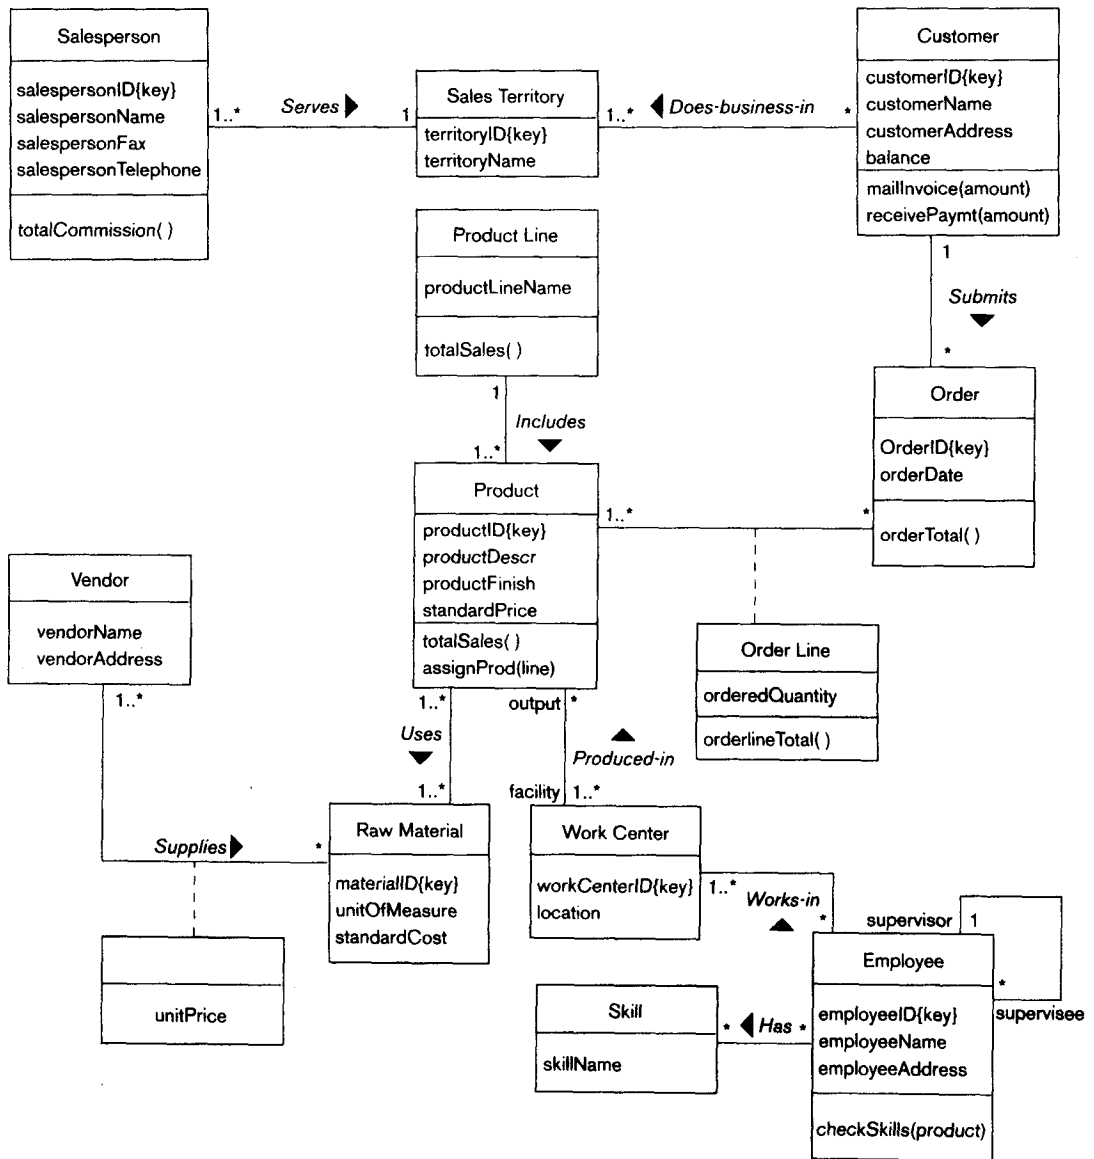 Salesperson
salespersonID{key}
salespersonName
salespersonFax
salespersonTelephone
totalCommission( )
1..*
Serves
1
Sales Territory
territoryID{key}
territoryName
1..*
Does-business-in
*
Customer
customerID{key}
customerName
customerAddress
balance
mailInvoice(amount)
receivePaymt(amount)
1
Submits
*
Product Line
productLineName
totalSales( )
1
Includes
1..*
Order
OrderID{key}
orderDate
orderTotal( )
Product
productID{key}
productDescr
productFinish
standardPrice
totalSales( )
assignProd(line)
1..*
*
Order Line
orderedQuantity
orderlineTotal( )
Vendor
vendorName
vendorAddress
1..*
Supplies
*
unitPrice
1..*
Uses
1..*
output
*
Produced-in
facility
1..*
Raw Material
materialID{key}
unitOfMeasure
standardCost
Work Center
workCenterID{key}
location
1..*
Works-in
*
supervisor
1
*
supervisee
Employee
employeeID{key}
employeeName
employeeAddress
checkSkills(product)
Skill
skillName
*
Has
*